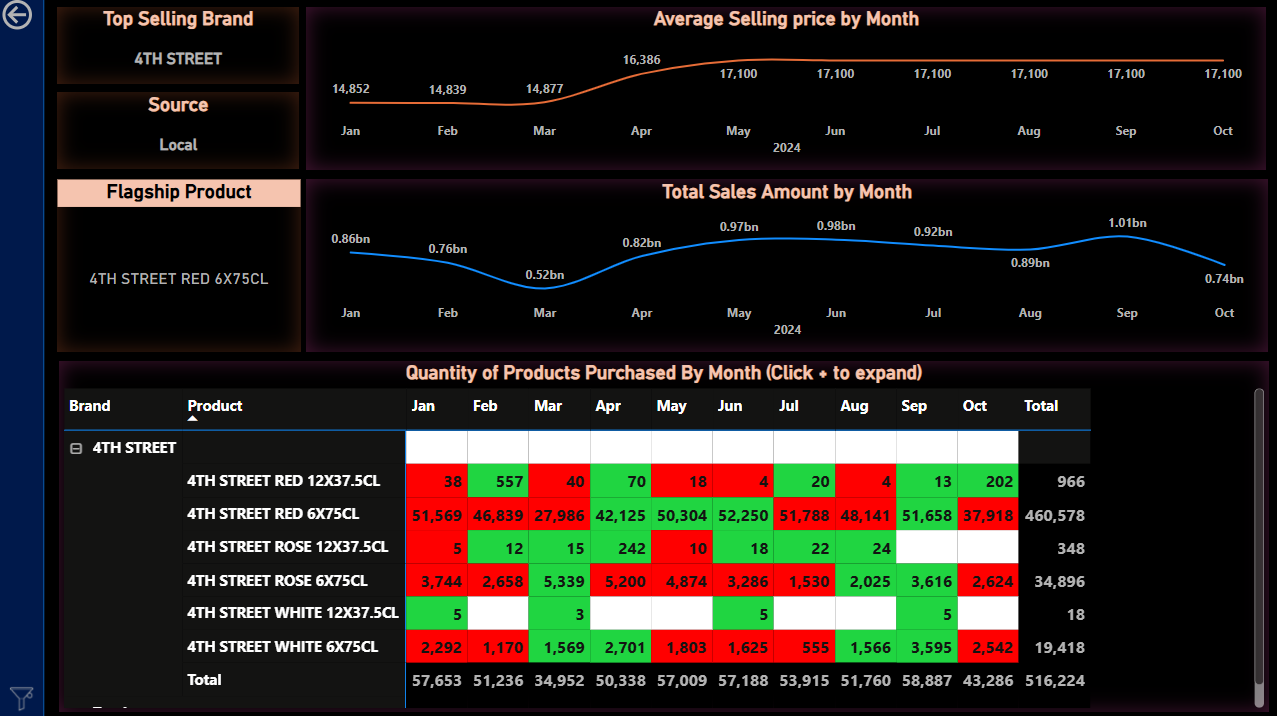 Top Selling Brand
4TH STREET
Source
Local
Flagship Product
4TH STREET RED 6X75CL
Average Selling price by Month
14,852 14,839 14,877 16,386 17,100 17,100 17,100 17,100 17,100 17,100
Jan Feb Mar Apr May Jun Jul Aug Sep Oct
2024
Total Sales Amount by Month
0.86bn 0.76bn 0.52bn 0.82bn 0.97bn 0.98bn 0.92bn 0.89bn 1.01bn 0.74bn
Jan Feb Mar Apr May Jun Jul Aug Sep Oct
2024
Quantity of Products Purchased By Month (Click + to expand)
Brand Product Jan Feb Mar Apr May Jun Jul Aug Sep Oct Total
4TH STREET
4TH STREET RED 12X37.5CL 38 557 40 70 18 4 20 4 13 202 966
4TH STREET RED 6X75CL 51,569 46,839 27,986 42,125 50,304 52,250 51,788 48,141 51,658 37,918 460,578
4TH STREET ROSE 12X37.5CL 5 12 15 242 10 18 22 24 348
4TH STREET ROSE 6X75CL 3,744 2,658 5,339 5,200 4,874 3,286 1,530 2,025 3,616 2,624 34,896
4TH STREET WHITE 12X37.5CL 5 3 5 5 18
4TH STREET WHITE 6X75CL 2,292 1,170 1,569 2,701 1,803 1,625 555 1,566 3,595 2,542 19,418
Total 57,653 51,236 34,952 50,338 57,009 57,188 53,915 51,760 58,887 43,286 516,224